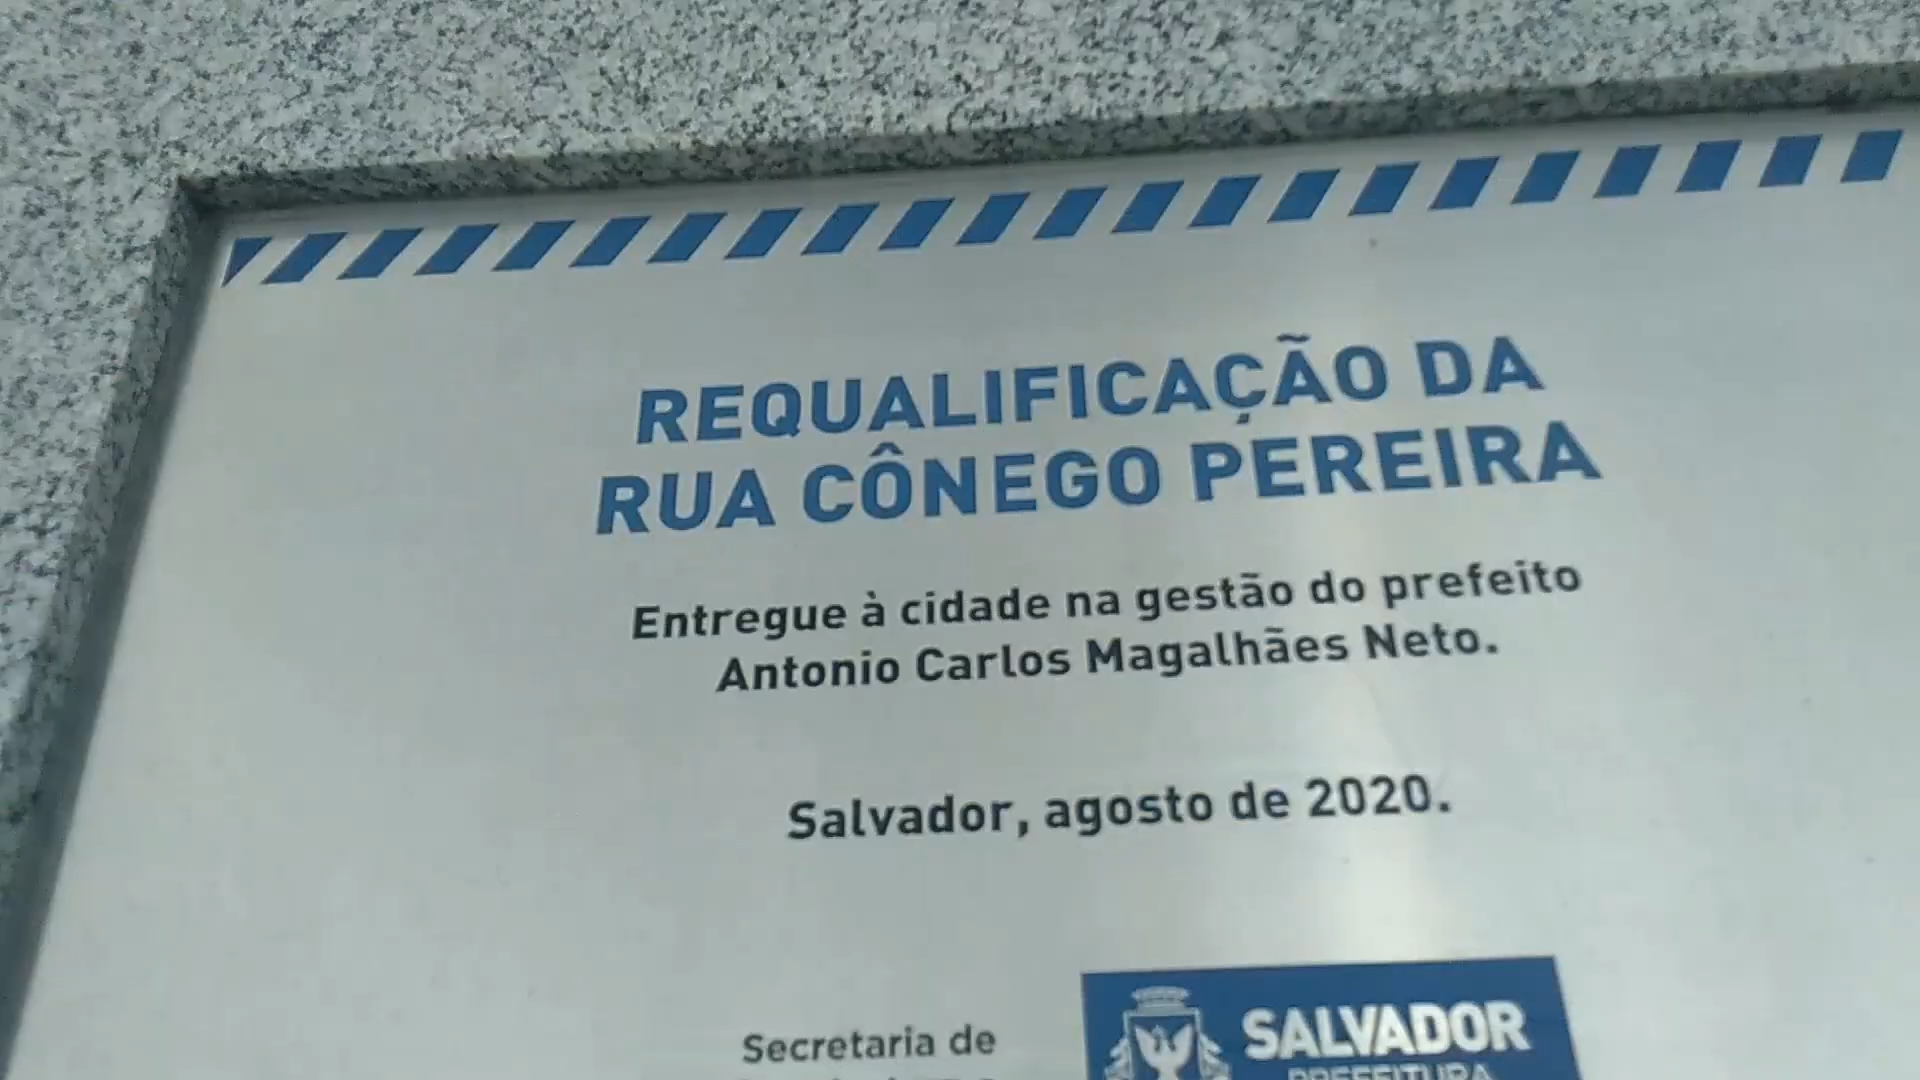 REQUALIFICAÇÃO DA
RUA CÔNEGO PEREIRA
Entregue à cidade na gestão do prefeito
Antonio Carlos Magalhães Neto.
Salvador, agosto de 2020.
Secretaria de
SALVADOR
PREFEITURA